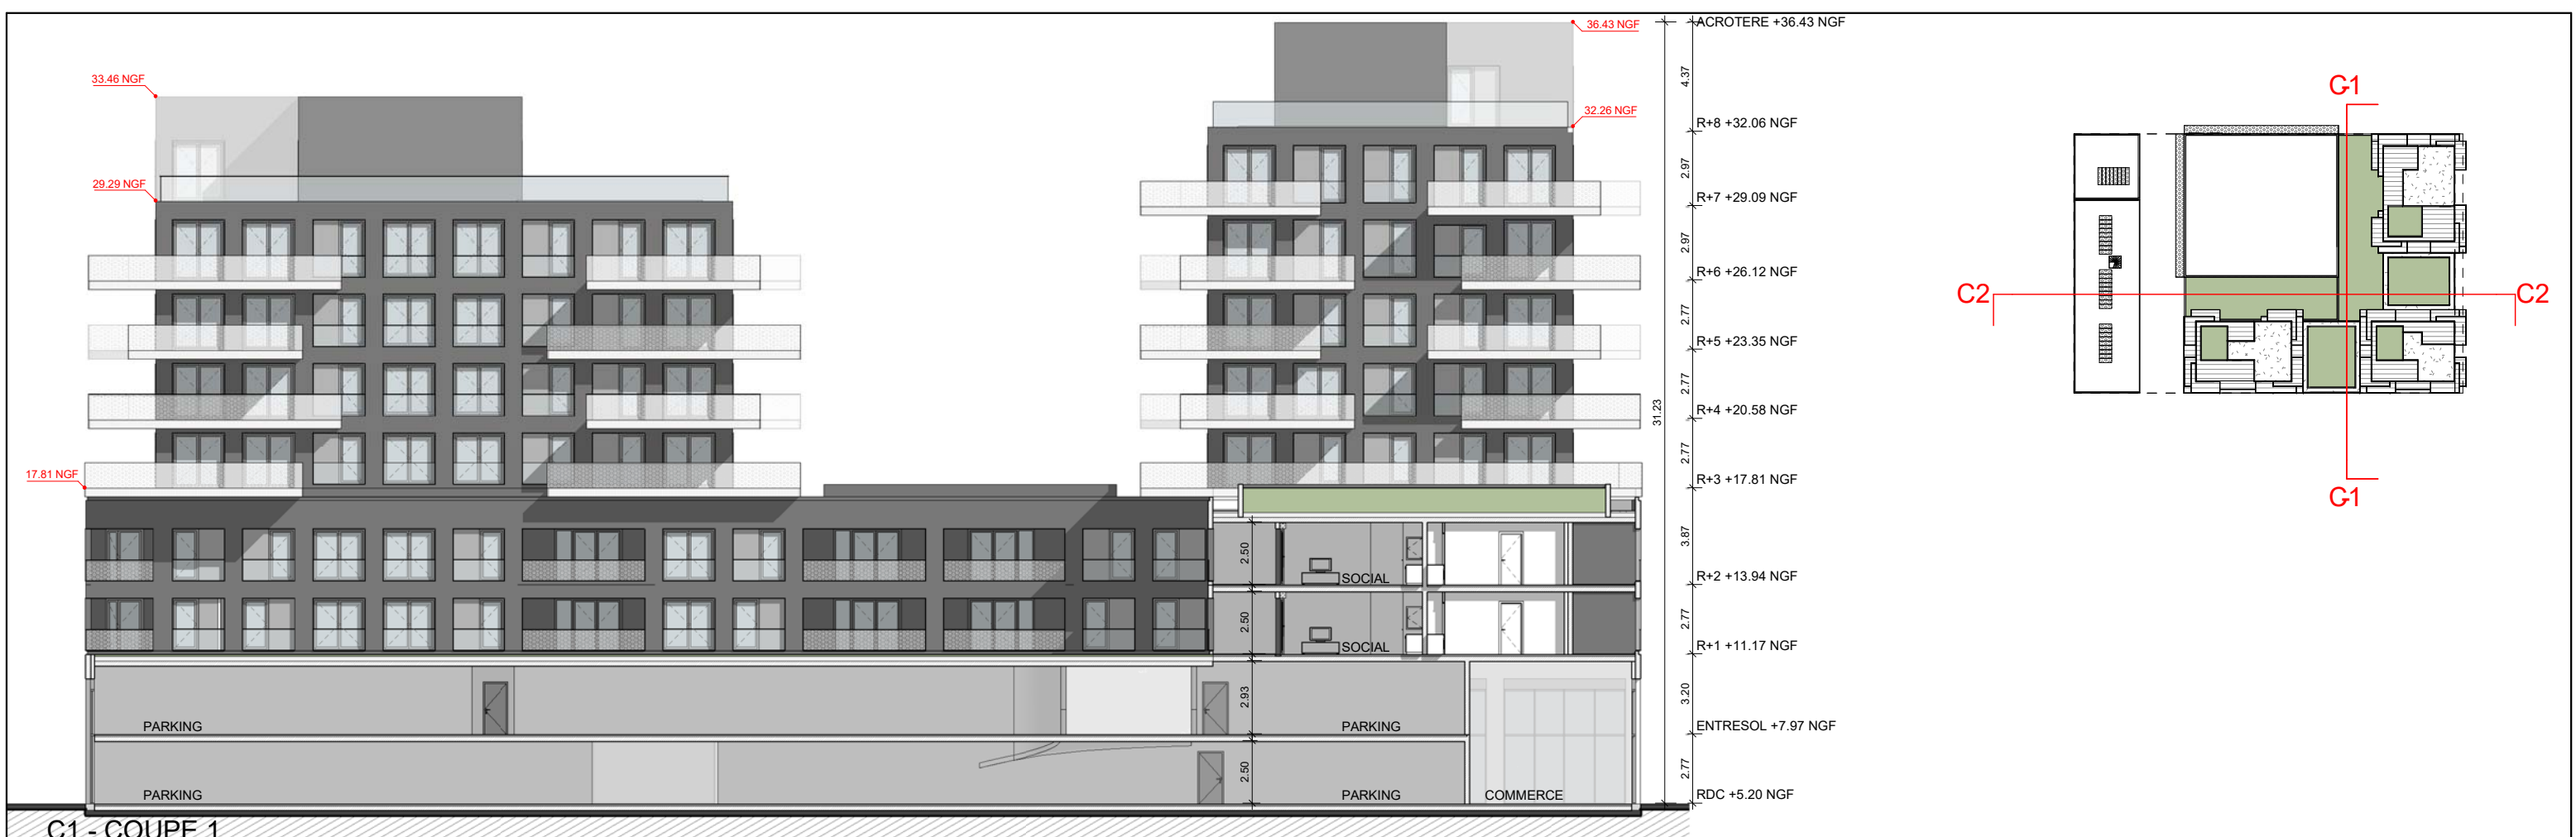 33.46 NGF
29.29 NGF
17.81 NGF
36.43 NGF
32.26 NGF
ACROTERE +36.43 NGF
4.37
R+8 +32.06 NGF
2.97
R+7 +29.09 NGF
2.97
R+6 +26.12 NGF
2.77
R+5 +23.35 NGF
2.77
R+4 +20.58 NGF
2.77
R+3 +17.81 NGF
3.87
R+2 +13.94 NGF
2.77
R+1 +11.17 NGF
3.20
ENTRESOL +7.97 NGF
2.77
RDC +5.20 NGF
31.23
2.50
SOCIAL
2.50
SOCIAL
2.93
PARKING
PARKING
2.50
PARKING
PARKING
COMMERCE
C1 - COUPE 1
C1
C2
C2
C1